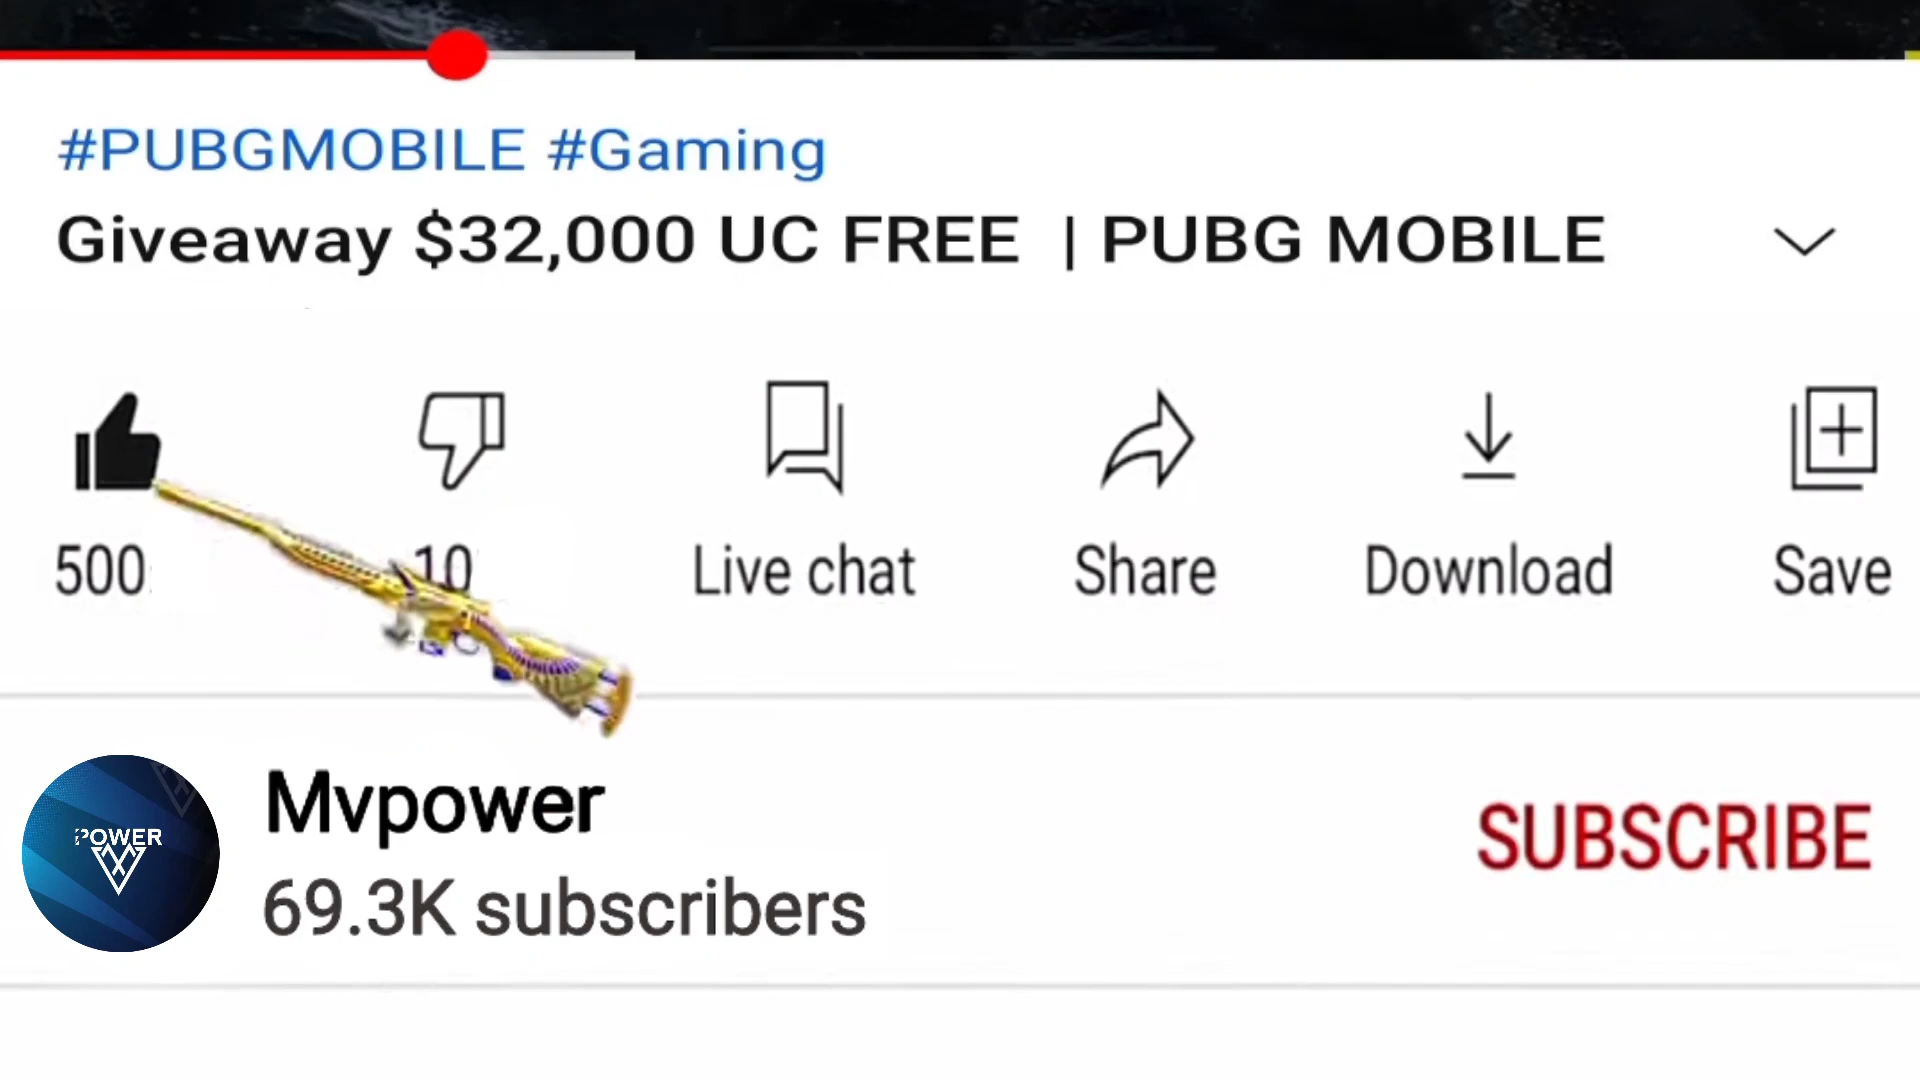 #PUBGMOBILE #Gaming
Giveaway $32,000 UC FREE | PUBG MOBILE
500 10 Live chat Share Download Save
POWER
Mvpower
69.3K subscribers
SUBSCRIBE